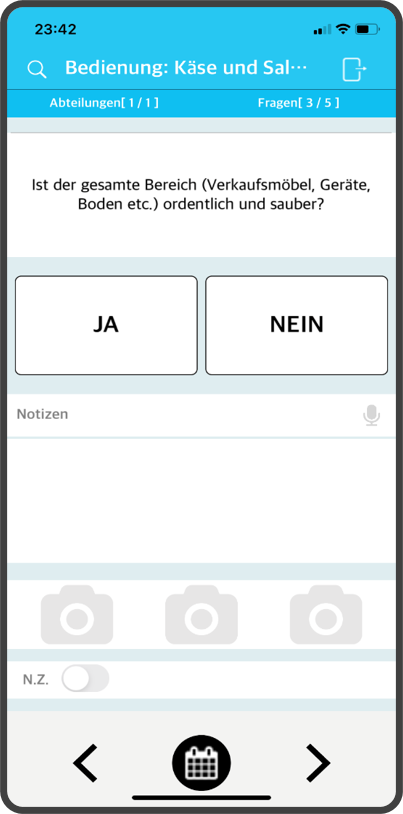 23:42
Bedienung: Käse und Sal···
Abteilungen[ 1 / 1 ] Fragen[ 3 / 5 ]
Ist der gesamte Bereich (Verkaufsmöbel, Geräte,
Boden etc.) ordentlich und sauber?
JA NEIN
Notizen
N.Z.